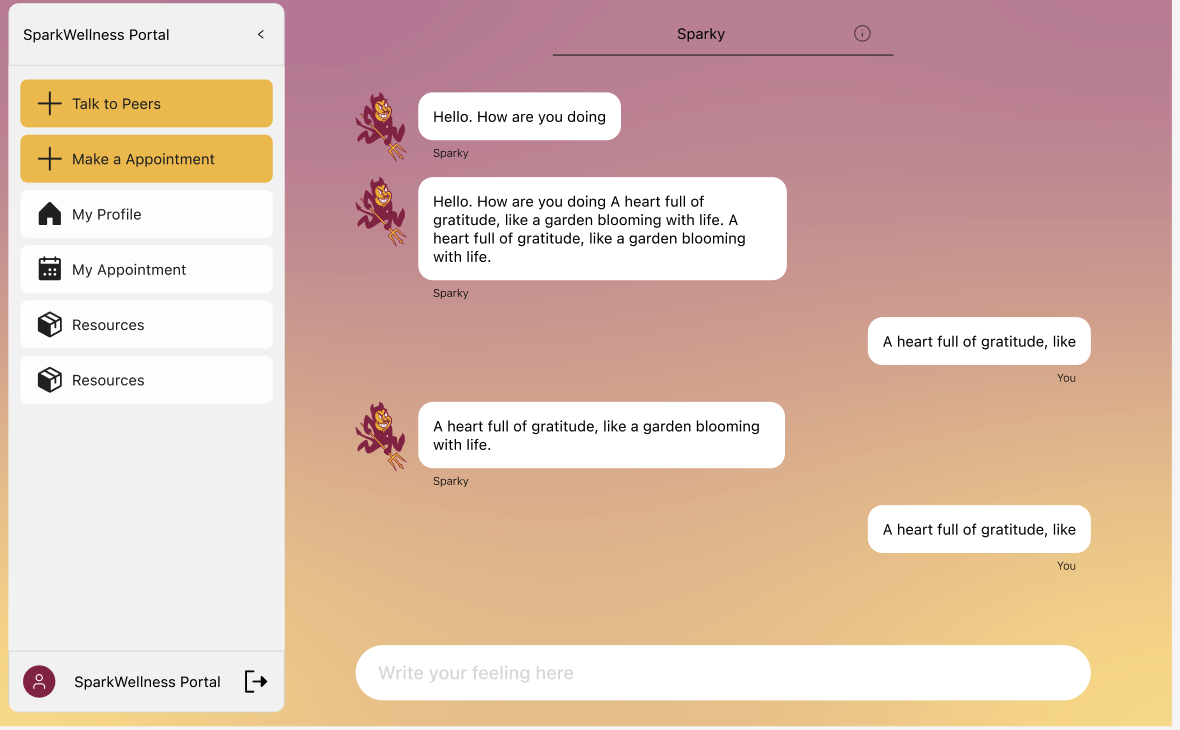 SparkWellness Portal
<
Talk to Peers
Make a Appointment
My Profile
My Appointment
Resources
Resources
SparkWellness Portal
Sparky
Hello. How are you doing
Sparky
Hello. How are you doing A heart full of
gratitude, like a garden blooming with life. A
heart full of gratitude, like a garden blooming
with life.
Sparky
A heart full of gratitude, like
You
A heart full of gratitude, like a garden blooming
with life.
Sparky
A heart full of gratitude, like
You
Write your feeling here